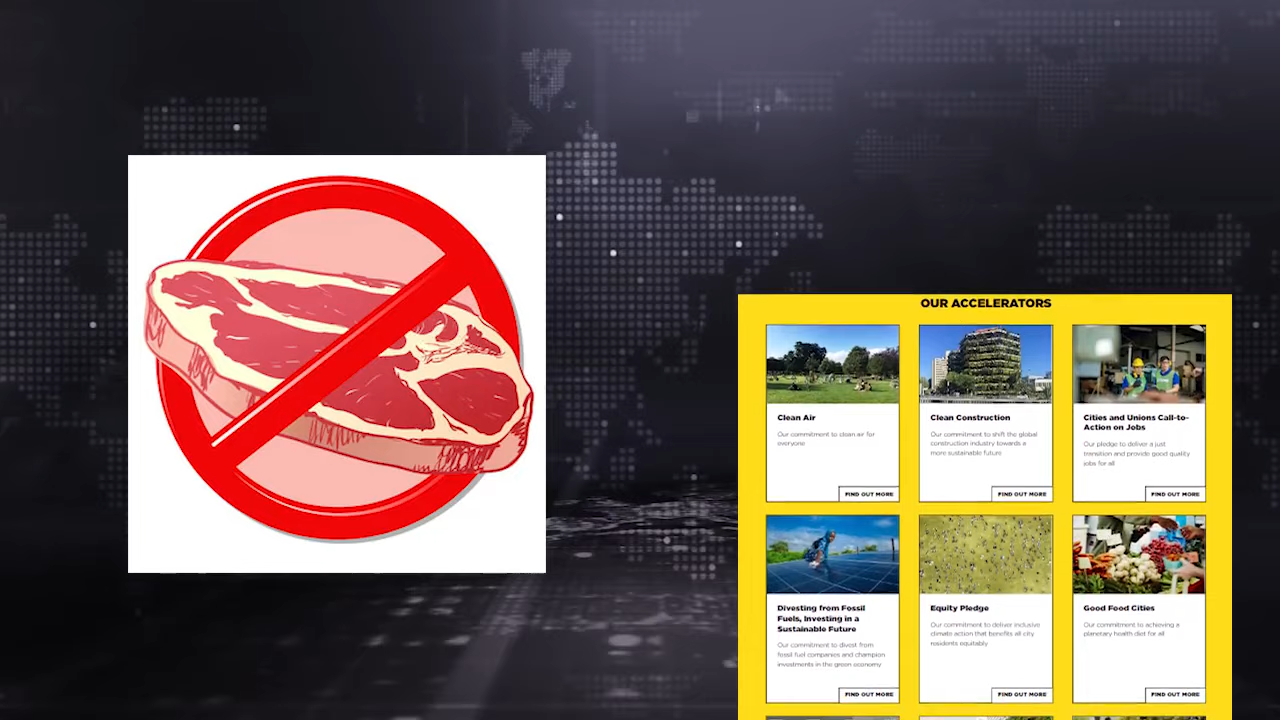 OUR ACCELERATORS
Clean Air
Our commitment to clean air for
everyone
FIND OUT MORE
Clean Construction
Our commitment to shift the global
construction industry towards a
more sustainable future
FIND OUT MORE
Cities and Unions Call-to-
Action on Jobs
Our pledge to deliver a just
transition and provide good quality
jobs for all
FIND OUT MORE
Divesting from Fossil
Fuels, Investing in a
Sustainable Future
Our commitment to divest from
fossil fuel companies and champion
investments in the green economy
FIND OUT MORE
Equity Pledge
Our commitment to deliver inclusive
climate action that benefits all city
residents equitably
FIND OUT MORE
Good Food Cities
Our commitment to achieving a
planetary health diet for all
FIND OUT MORE